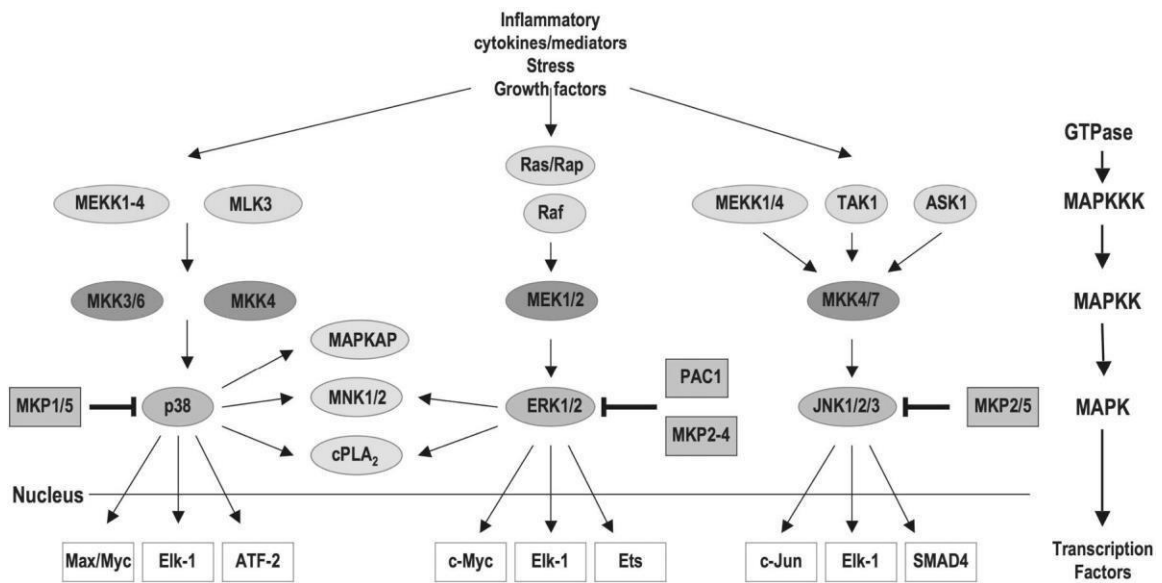 Inflammatory
cytokines/mediators
Stress
Growth factors
GTPase
Ras/Rap
MEKK1-4
MLK3
Raf
MEKK1/4
TAK1
ASK1
MAPKKK
MKK3/6
MKK4
MEK1/2
MKK4/7
MAPKK
MAPKAP
PAC1
MKP1/5
p38
MNK1/2
ERK1/2
JNK1/2/3
MKP2/5
MAPK
MKP2-4
cPLA₂
Nucleus
Max/Myc
Elk-1
ATF-2
c-Myc
Elk-1
Ets
c-Jun
Elk-1
SMAD4
Transcription
Factors